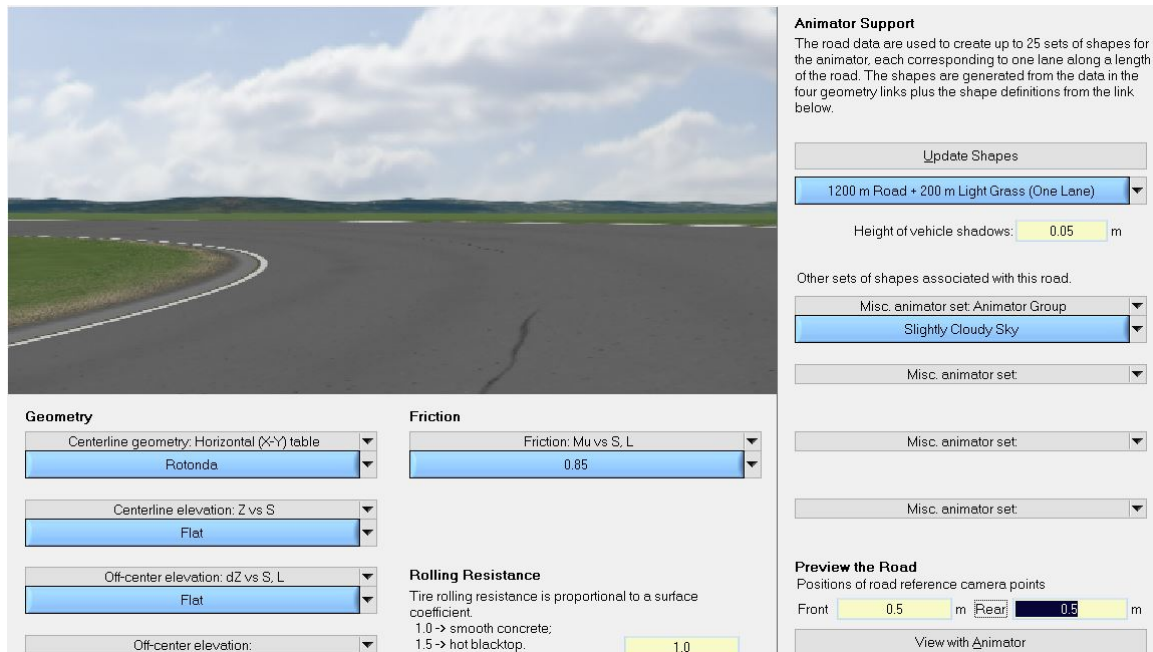 Animator Support
The road data are used to create up to 25 sets of shapes for
the animator, each corresponding to one lane along a length
of the road. The shapes are generated from the data in the
four geometry links plus the shape definitions from the link
below.
Update Shapes
1200 m Road + 200 m Light Grass (One Lane)
Height of vehicle shadows: 0.05 m
Other sets of shapes associated with this road.
Misc. animator set: Animator Group
Slightly Cloudy Sky
Misc. animator set:
Misc. animator set:
Misc. animator set:
Preview the Road
Positions of road reference camera points
Front 0.5 m Rear 0.5 m
View with Animator
Geometry
Centerline geometry: Horizontal (X-Y) table
Rotonda
Centerline elevation: Z vs S
Flat
Off-center elevation: dZ vs S, L
Flat
Off-center elevation:
Friction
Friction: Mu vs S, L
0.85
Rolling Resistance
Tire rolling resistance is proportional to a surface
coefficient.
1.0 -> smooth concrete;
1.5 -> hot blacktop. 1.0